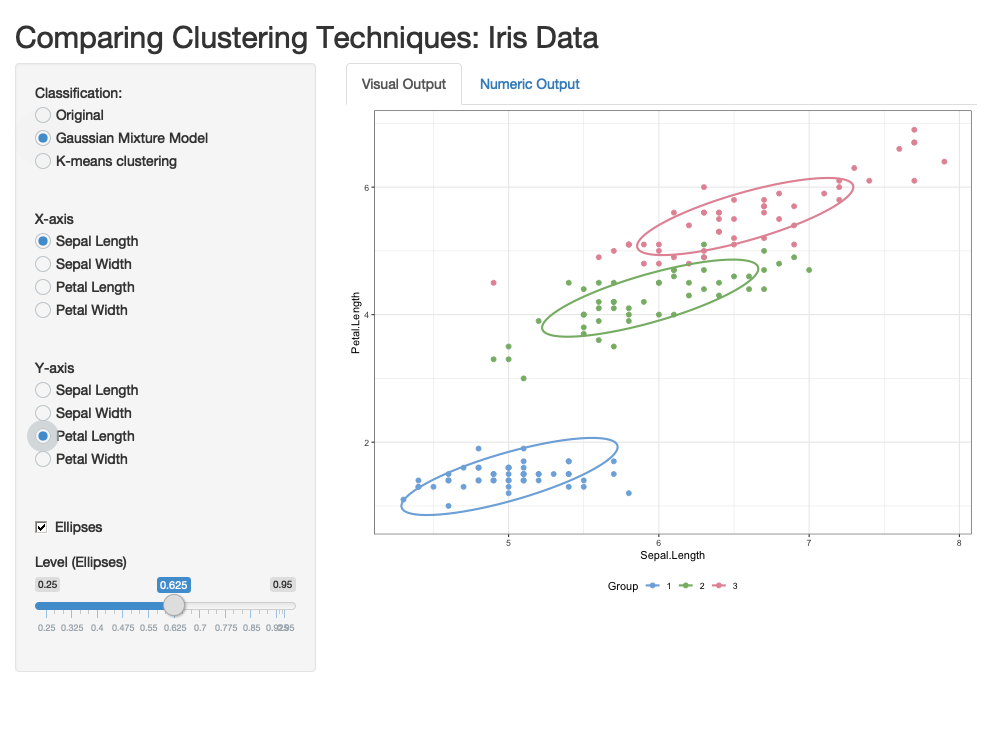 Comparing Clustering Techniques: Iris Data
Classification:
Original
Gaussian Mixture Model
K-means clustering
X-axis
Sepal Length
Sepal Width
Petal Length
Petal Width
Y-axis
Sepal Length
Sepal Width
Petal Length
Petal Width
Ellipses
Level (Ellipses)
0.25 0.625 0.95
0.25 0.325 0.4 0.475 0.55 0.625 0.7 0.775 0.85 0.925 0.95
Visual Output Numeric Output
Petal.Length
6
4
2
5 6 7 8
Sepal.Length
Group 1 2 3